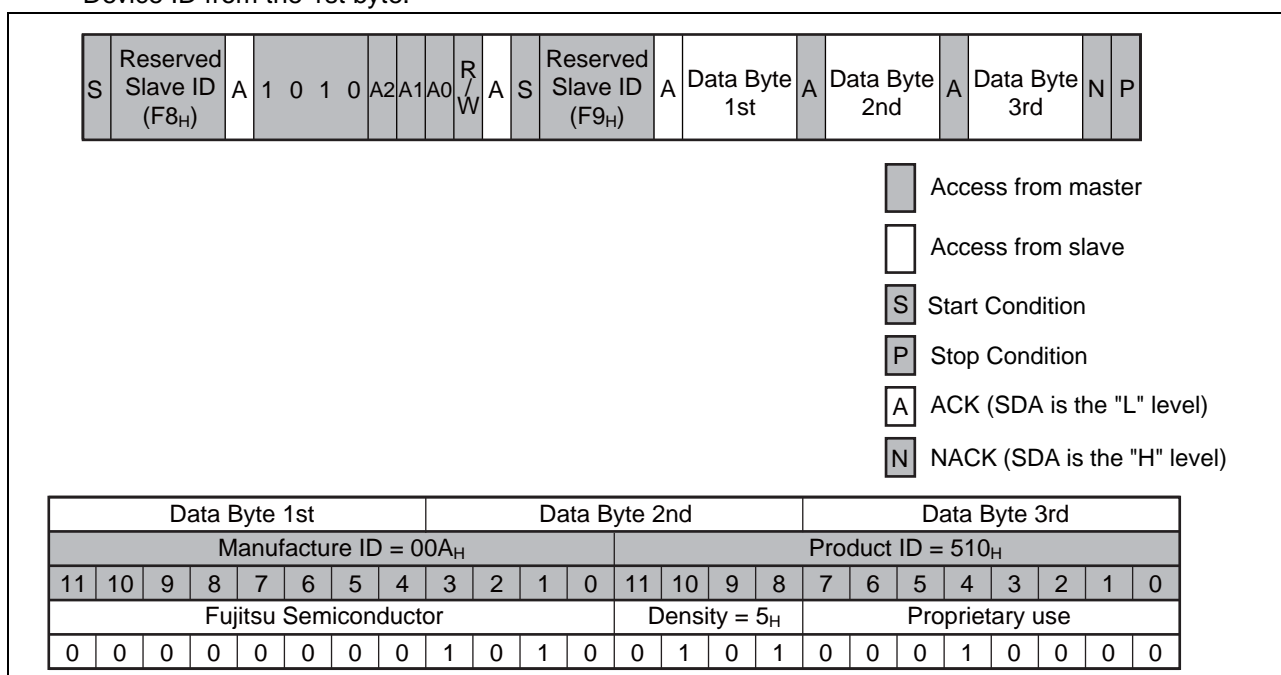 Device ID from the 1st byte.
S Reserved Slave ID (F8H) A 1 0 1 0 A2 A1 A0 R/W A S Reserved Slave ID (F9H) A Data Byte 1st A Data Byte 2nd A Data Byte 3rd N P
Access from master
Access from slave
S Start Condition
P Stop Condition
A ACK (SDA is the "L" level)
N NACK (SDA is the "H" level)
Data Byte 1st Data Byte 2nd Data Byte 3rd
Manufacture ID = 00AH Product ID = 510H
11 10 9 8 7 6 5 4 3 2 1 0 11 10 9 8 7 6 5 4 3 2 1 0
Fujitsu Semiconductor Density = 5H Proprietary use
0 0 0 0 0 0 0 0 1 0 1 0 0 1 0 1 0 0 0 1 0 0 0 0